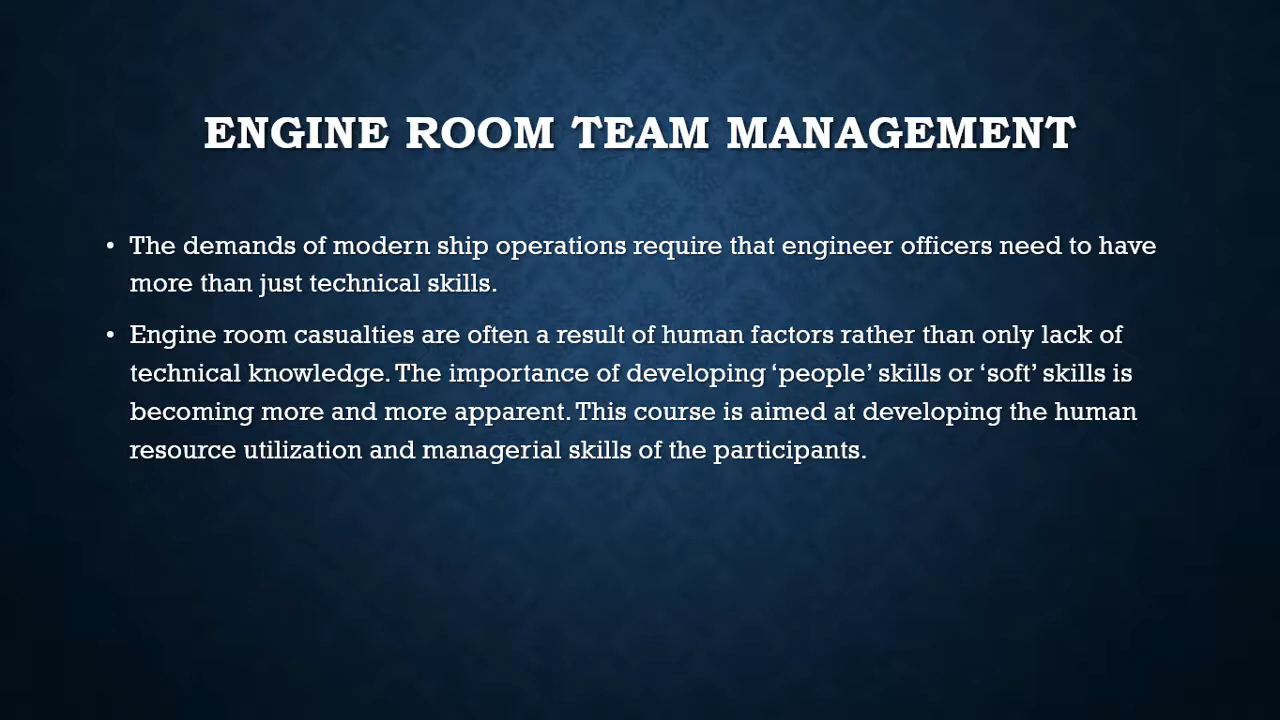 ENGINE ROOM TEAM MANAGEMENT
• The demands of modern ship operations require that engineer officers need to have
more than just technical skills.
• Engine room casualties are often a result of human factors rather than only lack of
technical knowledge. The importance of developing ‘people’ skills or ‘soft’ skills is
becoming more and more apparent. This course is aimed at developing the human
resource utilization and managerial skills of the participants.